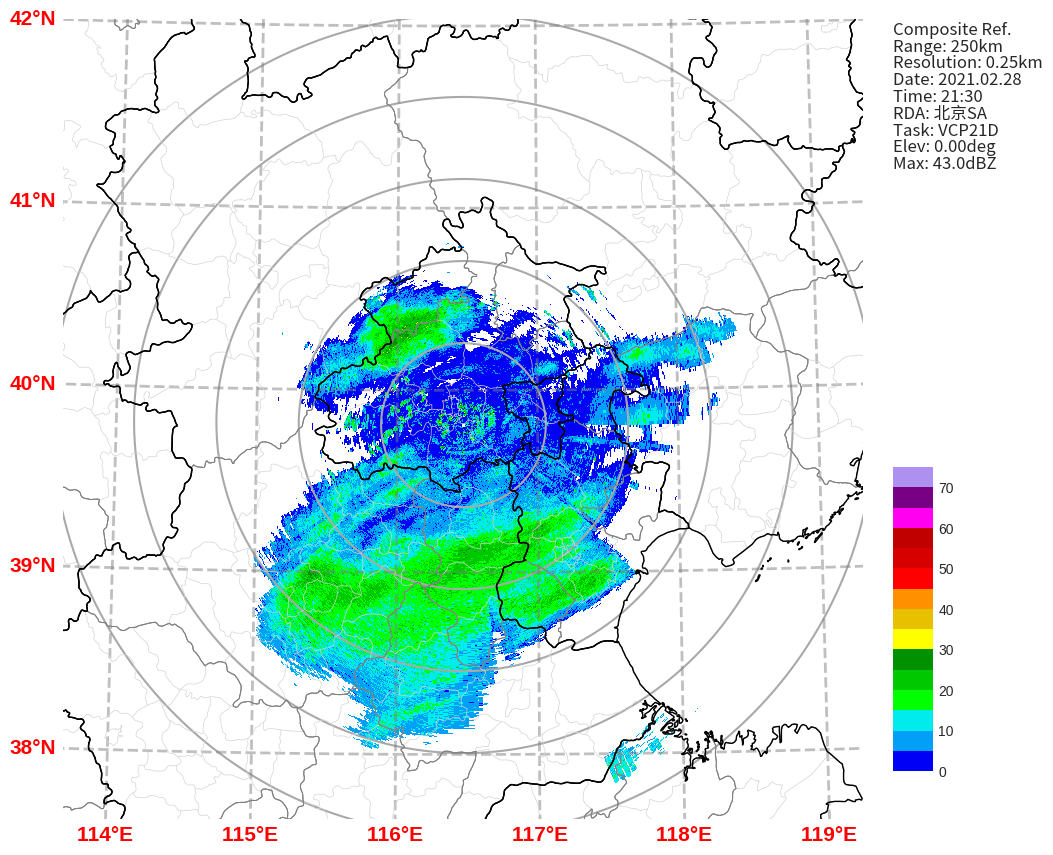 42°N
41°N
40°N
39°N
38°N
114°E
115°E
116°E
117°E
118°E
119°E
Composite Ref.
Range: 250km
Resolution: 0.25km
Date: 2021.02.28
Time: 21:30
RDA: 北京SA
Task: VCP21D
Elev: 0.00deg
Max: 43.0dBZ
70
60
50
40
30
20
10
0